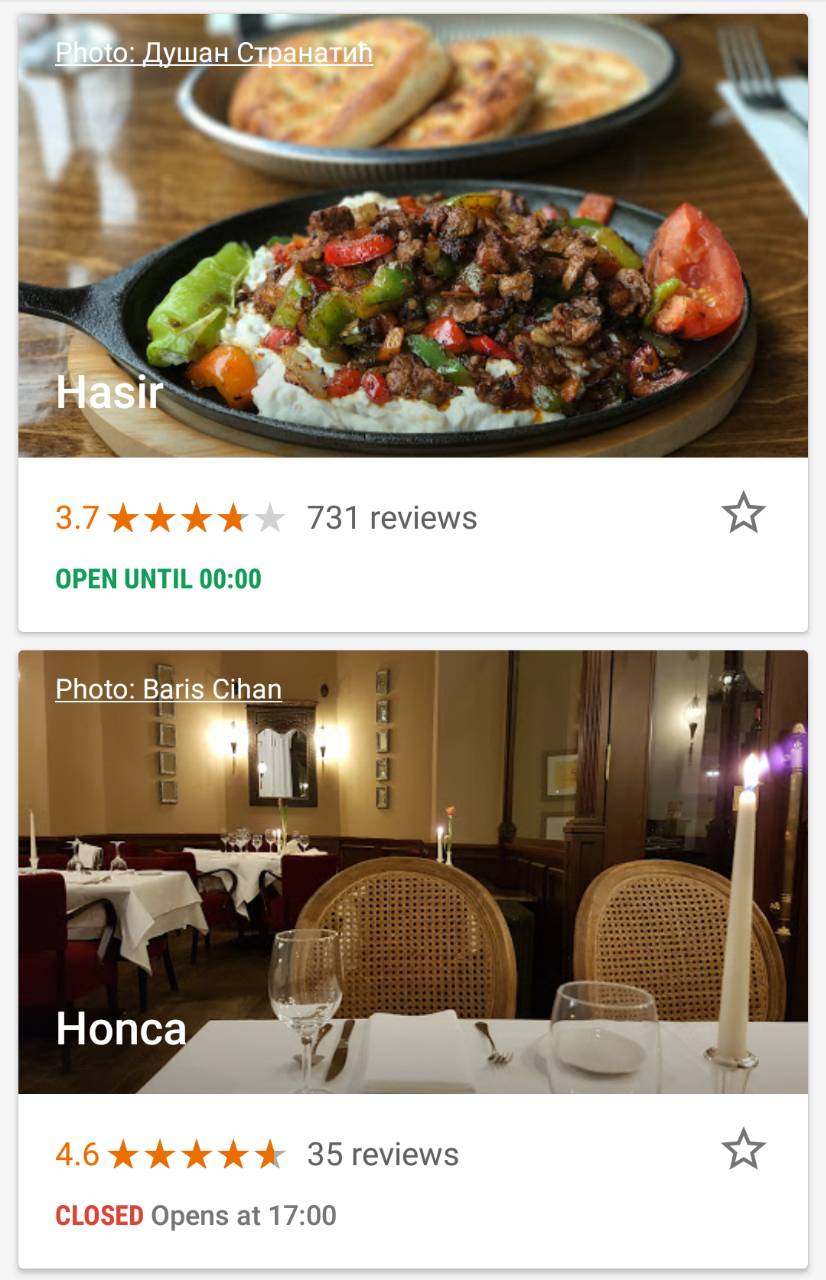 Photo: Душан Странатић
Hasir
3.7 731 reviews
OPEN UNTIL 00:00
Photo: Baris Cihan
Honca
4.6 35 reviews
CLOSED Opens at 17:00